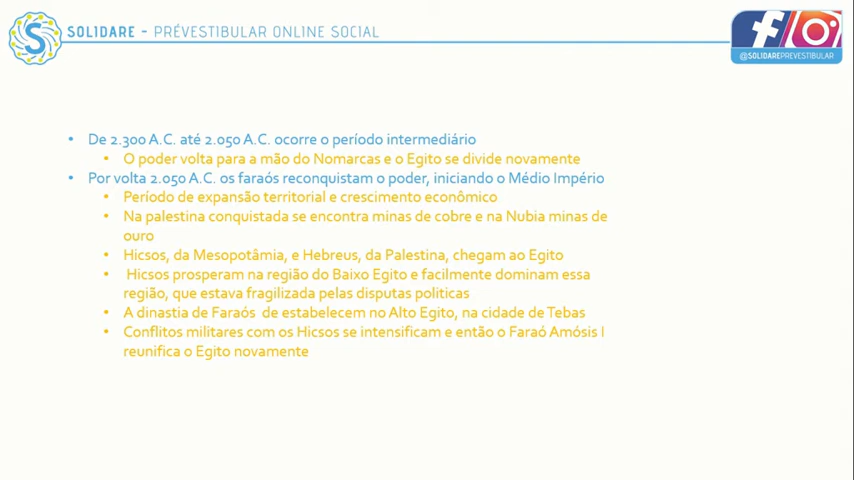 SOLIDARE - PRÉVESTIBULAR ONLINE SOCIAL
@SOLIDAREPREVESTIBULAR
• De 2.300 A.C. até 2.050 A.C. ocorre o período intermediário
• O poder volta para a mão do Nomarcas e o Egito se divide novamente
• Por volta 2.050 A.C. os faraós reconquistam o poder, iniciando o Médio Império
• Período de expansão territorial e crescimento econômico
• Na palestina conquistada se encontra minas de cobre e na Nubia minas de
ouro
• Hicsos, da Mesopotâmia, e Hebreus, da Palestina, chegam ao Egito
• Hicsos prosperam na região do Baixo Egito e facilmente dominam essa
região, que estava fragilizada pelas disputas políticas
• A dinastia de Faraós de estabelecem no Alto Egito, na cidade de Tebas
• Conflitos militares com os Hicsos se intensificam e então o Faraó Amósis I
reunifica o Egito novamente